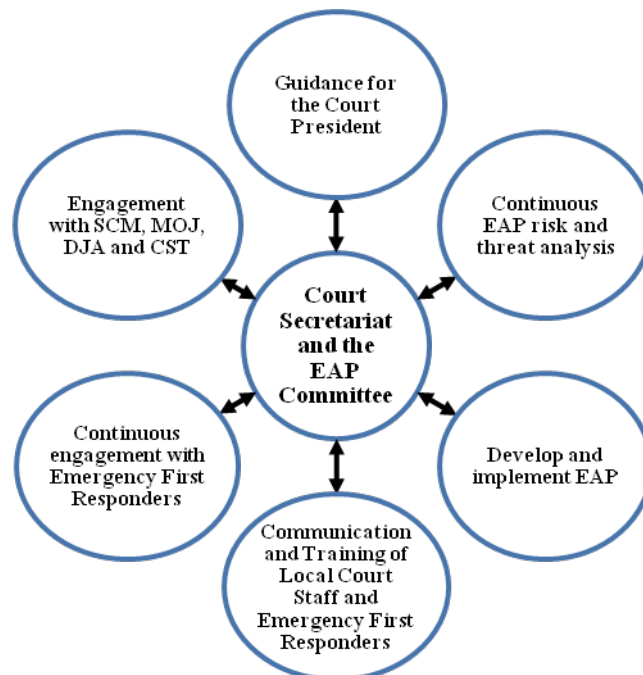 Guidance for
the Court
President
Engagement
with SCM, MOJ,
DJA and CST
Continuous
EAP risk and
threat analysis
Court
Secretariat
and the
EAP
Committee
Continuous
engagement with
Emergency First
Responders
Develop and
implement EAP
Communication
and Training of
Local Court
Staff and
Emergency First
Responders